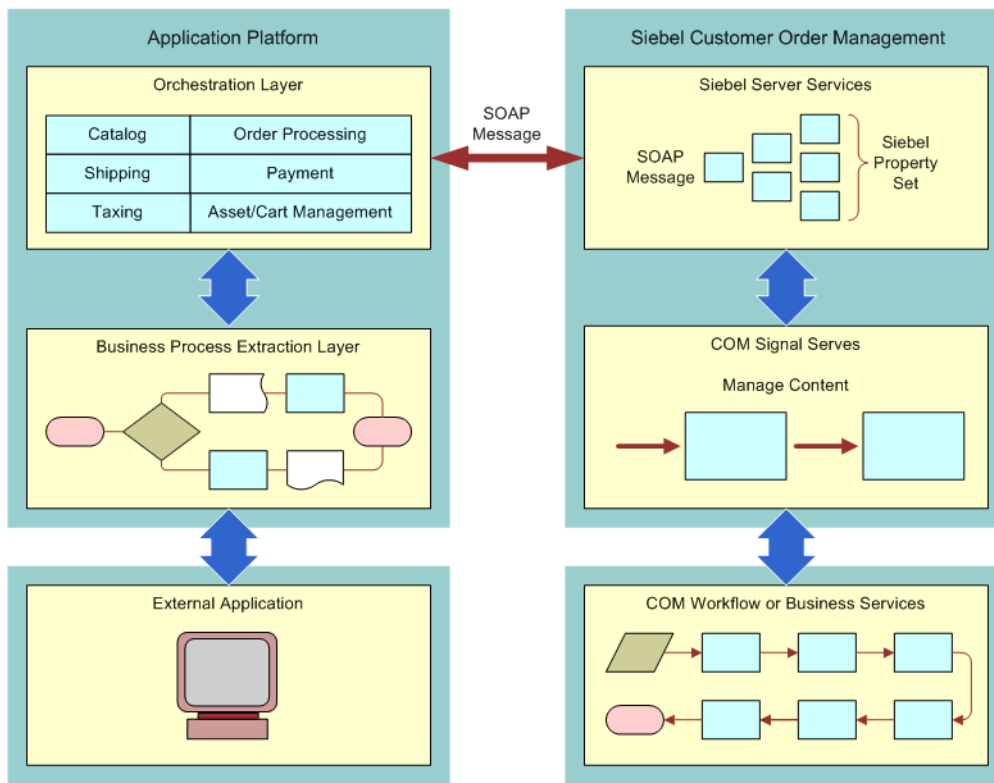 Application Platform
Orchestration Layer
Catalog
Order Processing
Shipping
Payment
Taxing
Asset/Cart Management
Business Process Extraction Layer
External Application
SOAP
Message
Siebel Customer Order Management
Siebel Server Services
SOAP
Message
Siebel
Property
Set
COM Signal Serves
Manage Content
COM Workflow or Business Services